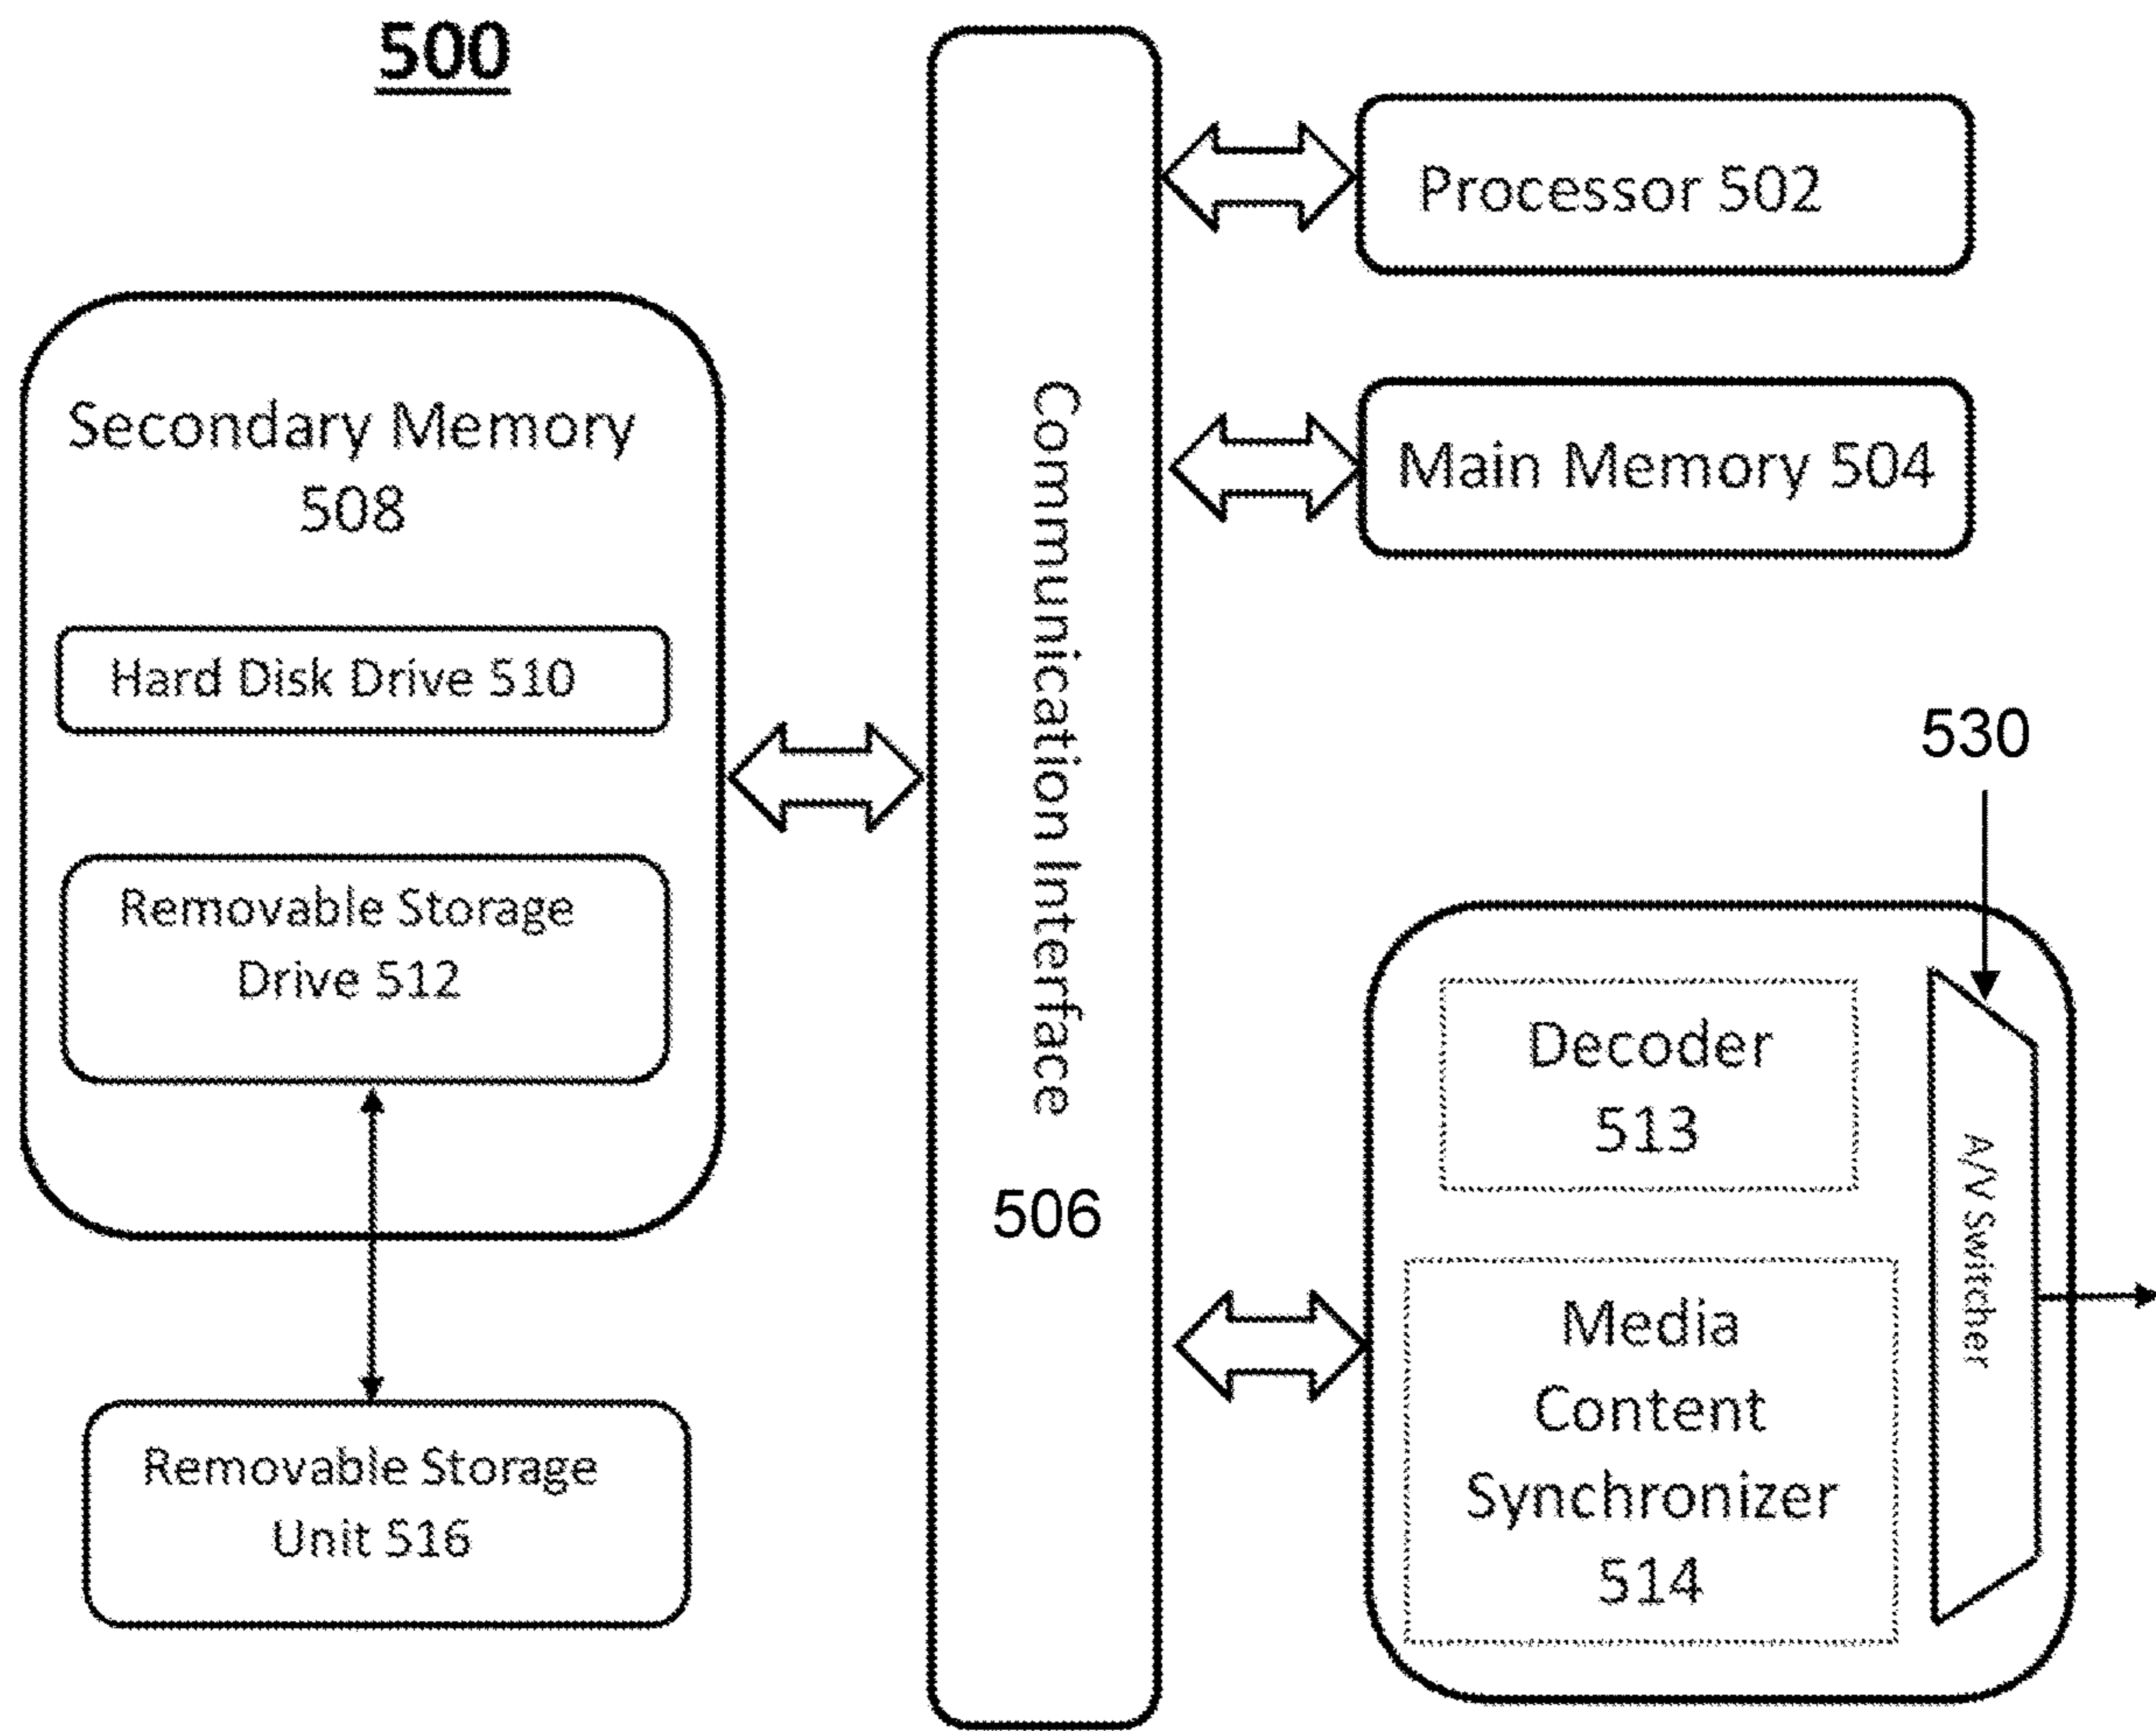 500
Processor 502
Main Memory 504
Secondary Memory
508
Hard Disk Drive 510
Removable Storage
Drive 512
Removable Storage
Unit 516
Communication Interface
506
530
Decoder
513
Media
Content
Synchronizer
514
A/V Switcher